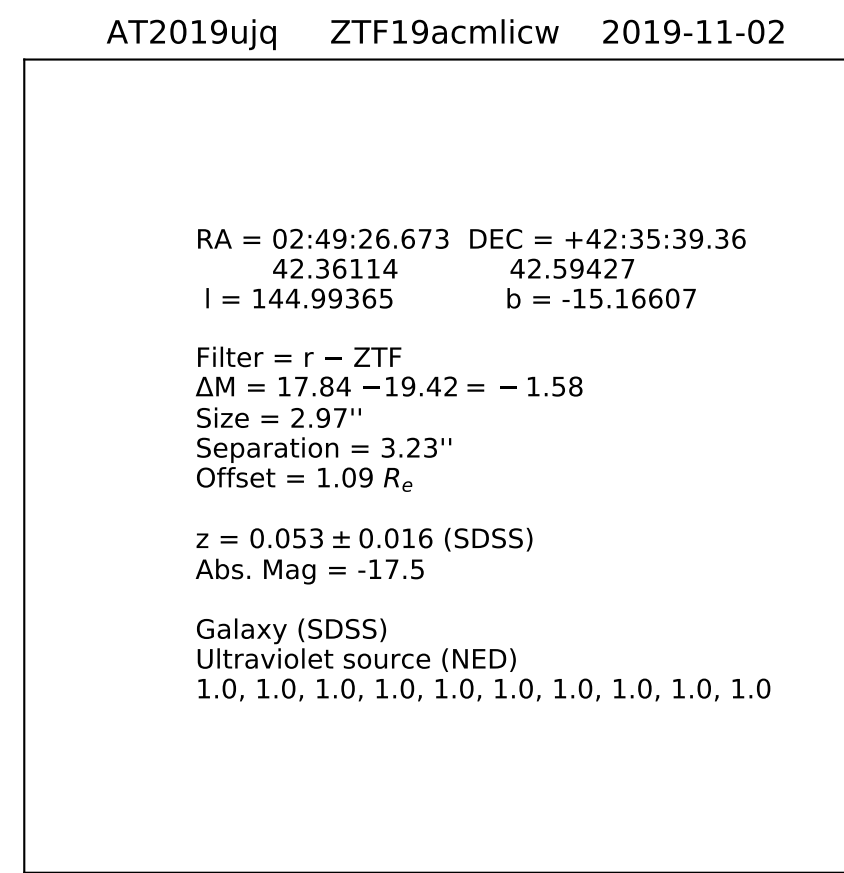 AT2019ujq ZTF19acmlicw 2019-11-02
RA = 02:49:26.673 DEC = +42:35:39.36
42.36114 42.59427
l = 144.99365 b = -15.16607
Filter = r − ZTF
ΔM = 17.84 −19.42 = − 1.58
Size = 2.97''
Separation = 3.23''
Offset = 1.09 Rₑ
z = 0.053 ± 0.016 (SDSS)
Abs. Mag = -17.5
Galaxy (SDSS)
Ultraviolet source (NED)
1.0, 1.0, 1.0, 1.0, 1.0, 1.0, 1.0, 1.0, 1.0, 1.0